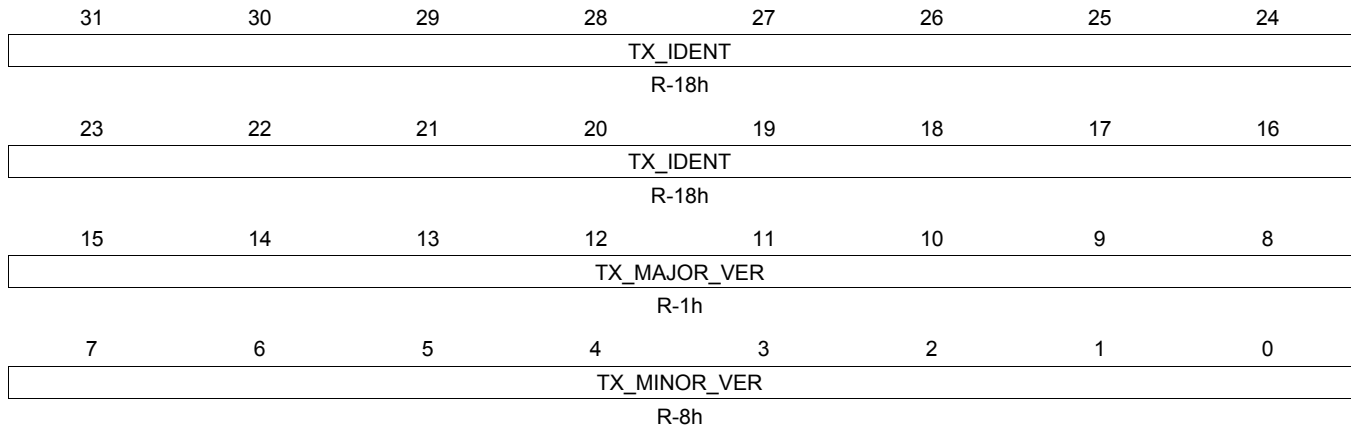 31 30 29 28 27 26 25 24
TX_IDENT
R-18h
23 22 21 20 19 18 17 16
TX_IDENT
R-18h
15 14 13 12 11 10 9 8
TX_MAJOR_VER
R-1h
7 6 5 4 3 2 1 0
TX_MINOR_VER
R-8h